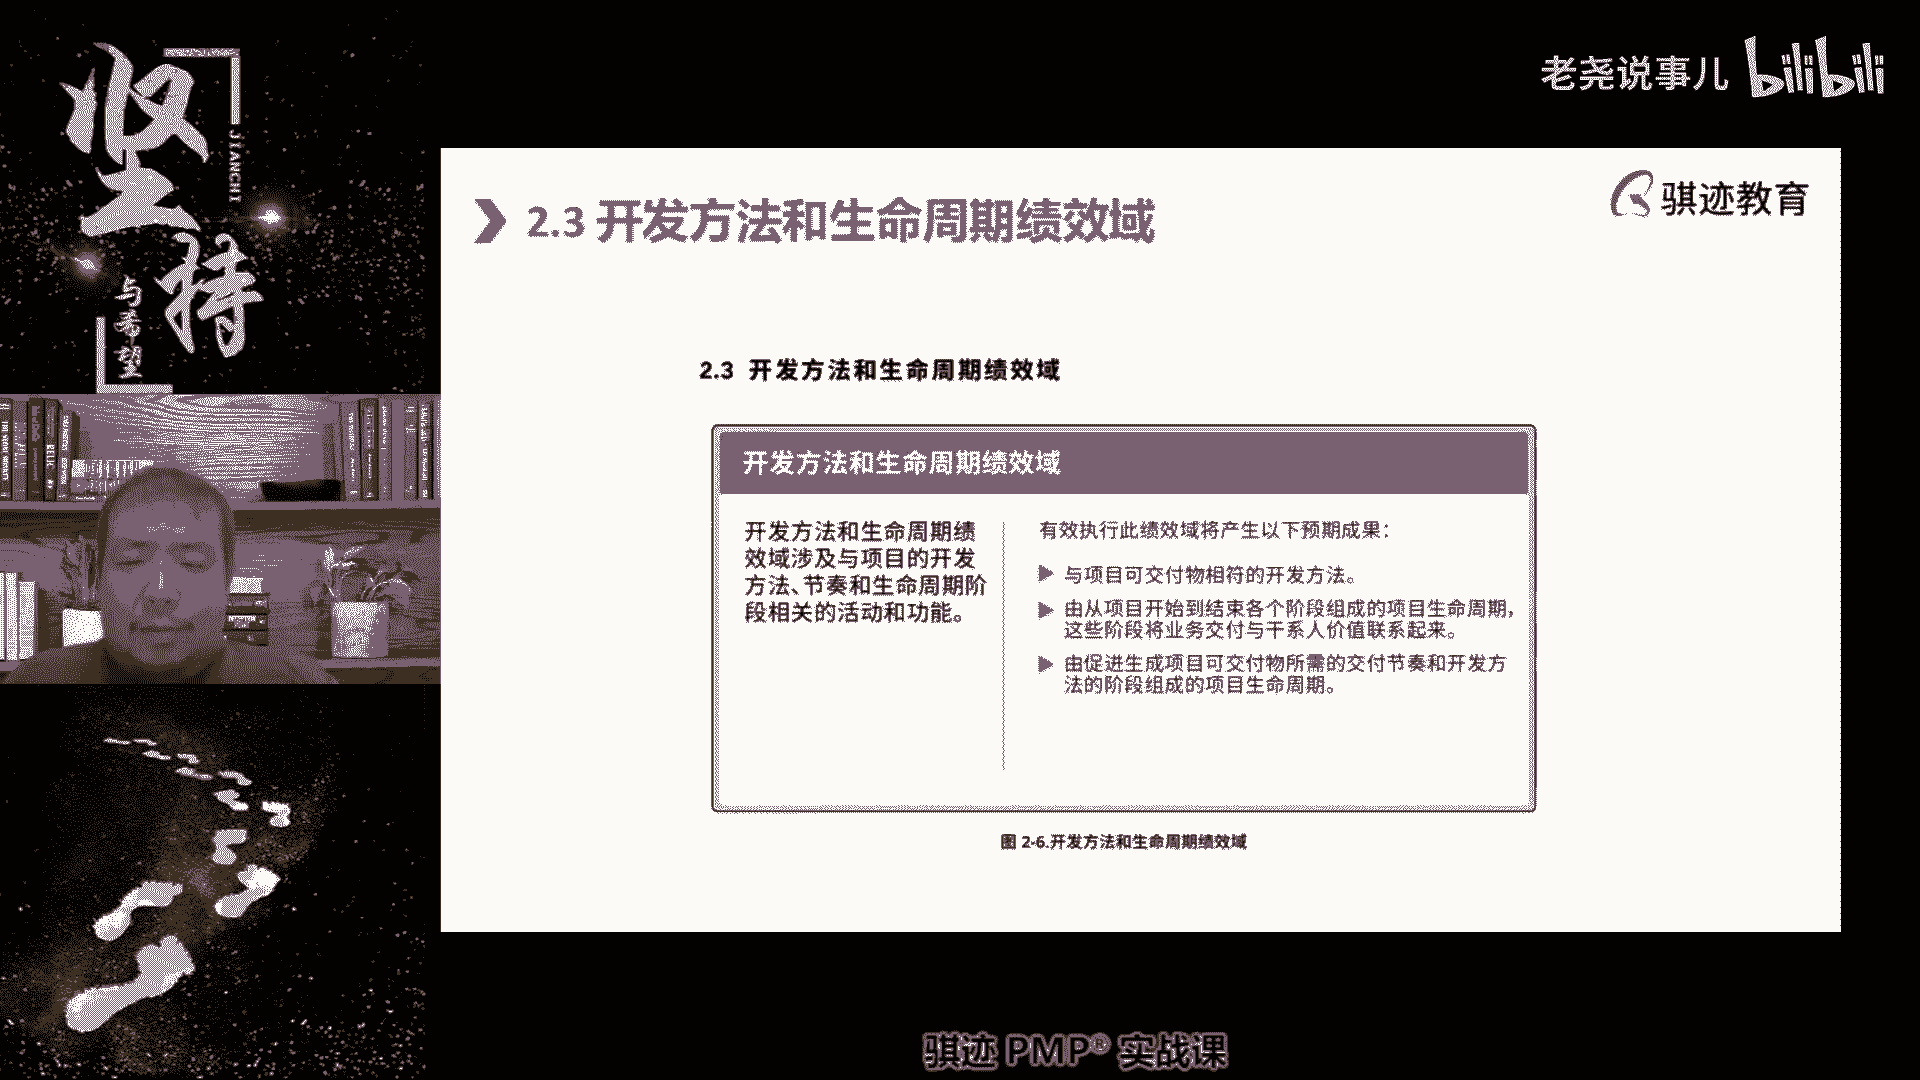 坚
JIANCHI
持
与希望
老尧说事儿 bilibili
骐迹教育
2.3 开发方法和生命周期绩效域
2.3 开发方法和生命周期绩效域
开发方法和生命周期绩效域
开发方法和生命周期绩
效域涉及与项目的开发
方法、节奏和生命周期阶
段相关的活动和功能。
有效执行此绩效域将产生以下预期成果：
与项目可交付物相符的开发方法。
由从项目开始到结束各个阶段组成的项目生命周期，
这些阶段将业务交付与干系人价值联系起来。
由促进生成项目可交付物所需的交付节奏和开发方
法的阶段组成的项目生命周期。
图 2-6.开发方法和生命周期绩效域
骐迹 PMP® 实战课